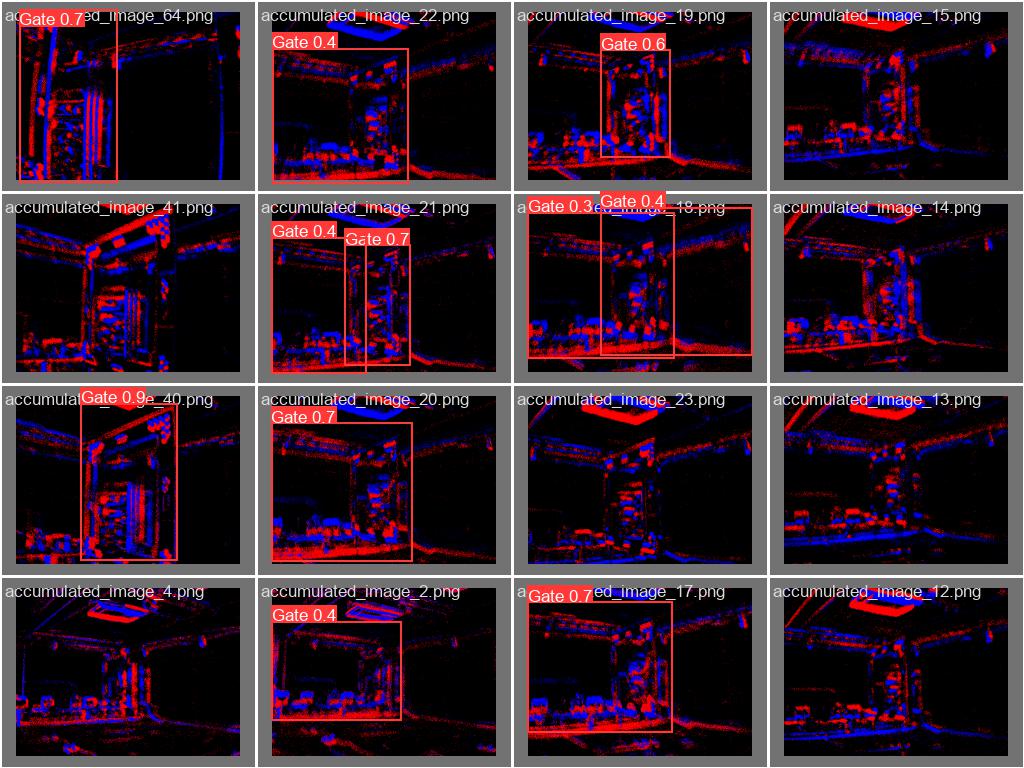 accumulated_image_64.png
Gate 0.7
accumulated_image_22.png
Gate 0.4
accumulated_image_19.png
Gate 0.6
accumulated_image_15.png
accumulated_image_41.png
accumulated_image_21.png
Gate 0.4
Gate 0.7
Gate 0.3
Gate 0.4
accumulated_image_14.png
Gate 0.9
accumulated_image_20.png
Gate 0.7
accumulated_image_23.png
accumulated_image_13.png
accumulated_image_4.png
accumulated_image_2.png
Gate 0.4
Gate 0.7
accumulated_image_12.png